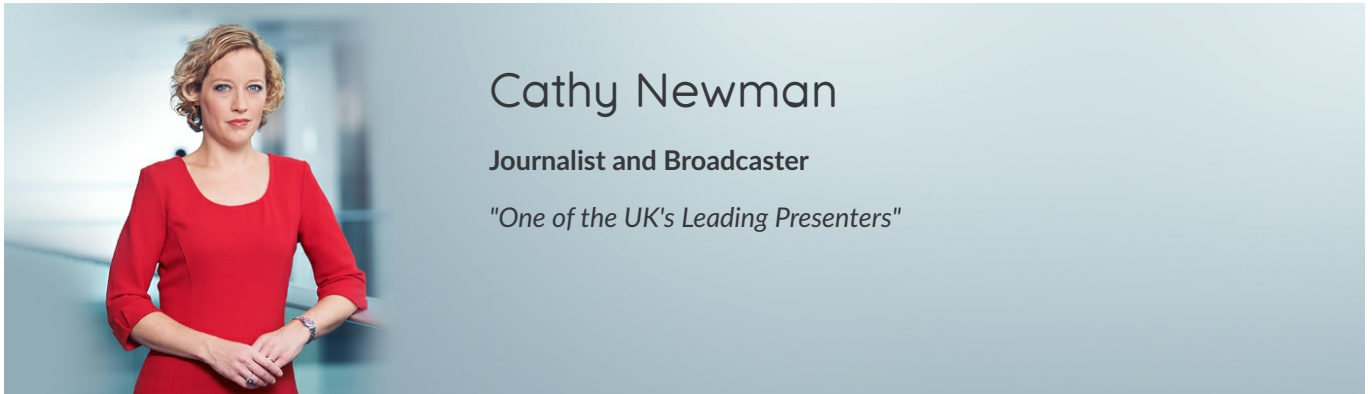 Cathy Newman
Journalist and Broadcaster
"One of the UK's Leading Presenters"